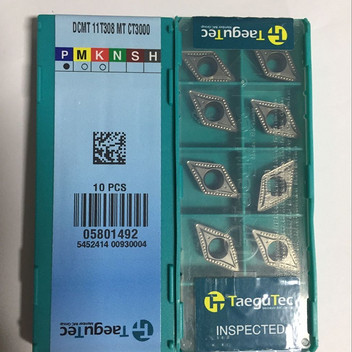 DCMT 11T308 MT CT3000
P M K N S H
10 PCS
05801492
5452414 00930004
TaeguTec
TaeguTec
TaeguTec
INSPECTED